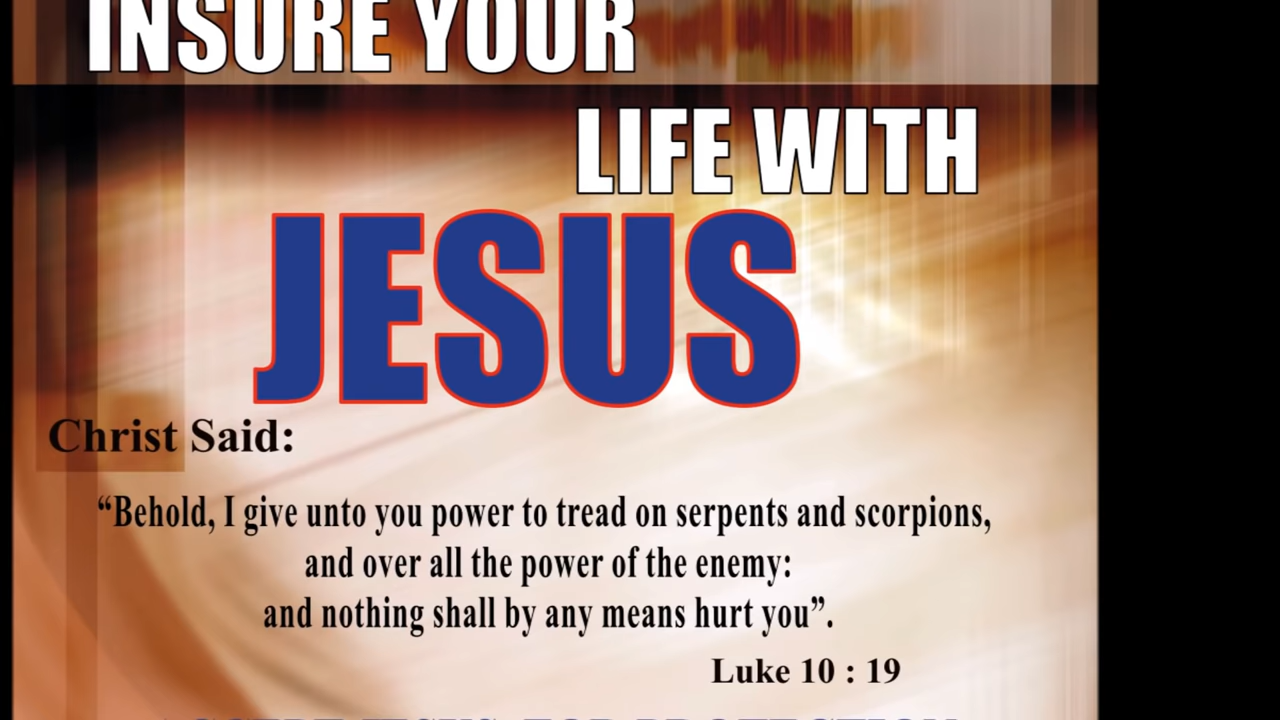 INSURE YOUR
LIFE WITH
JESUS
Christ Said:
“Behold, I give unto you power to tread on serpents and scorpions,
and over all the power of the enemy:
and nothing shall by any means hurt you”.
Luke 10 : 19